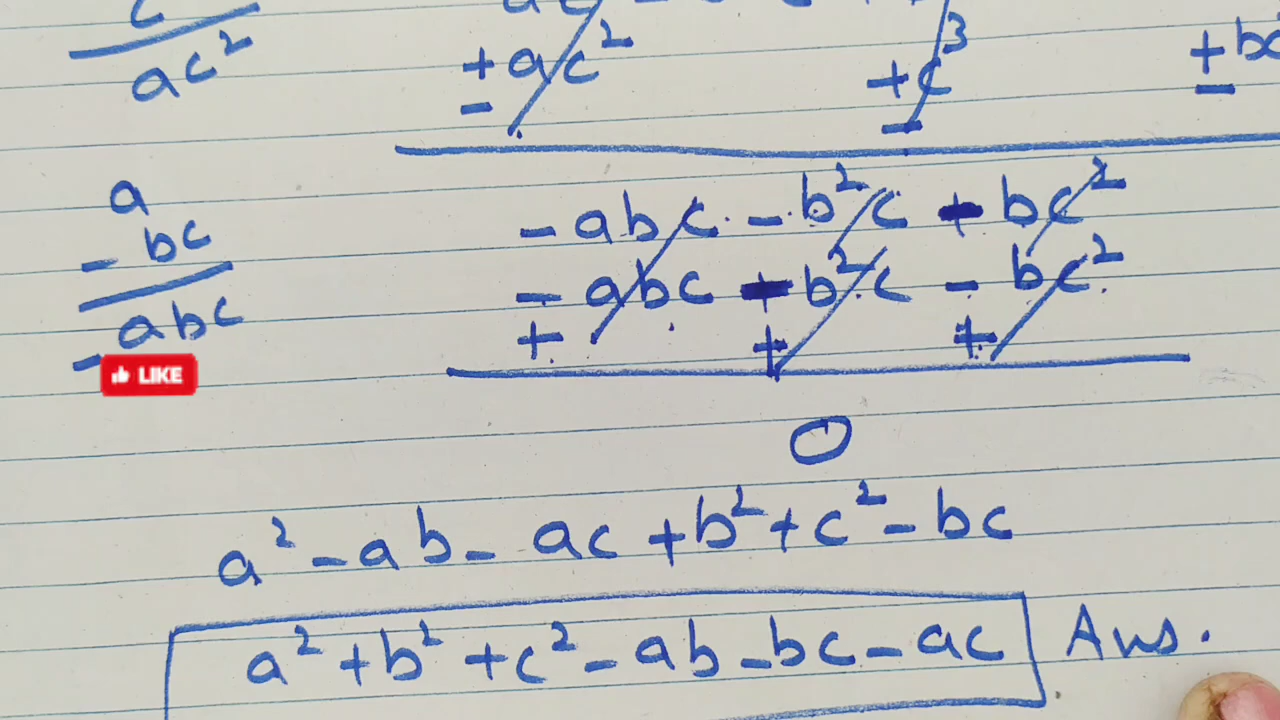 c
ac²
+ac² +c³ +bc
- - -
a
-bc
-abc
-abc - b²c + bc²
-abc - b²c - bc²
+ + +
0
a² - ab - ac + b² + c² - bc
a² + b² + c² - ab - bc - ac Ans.
LIKE